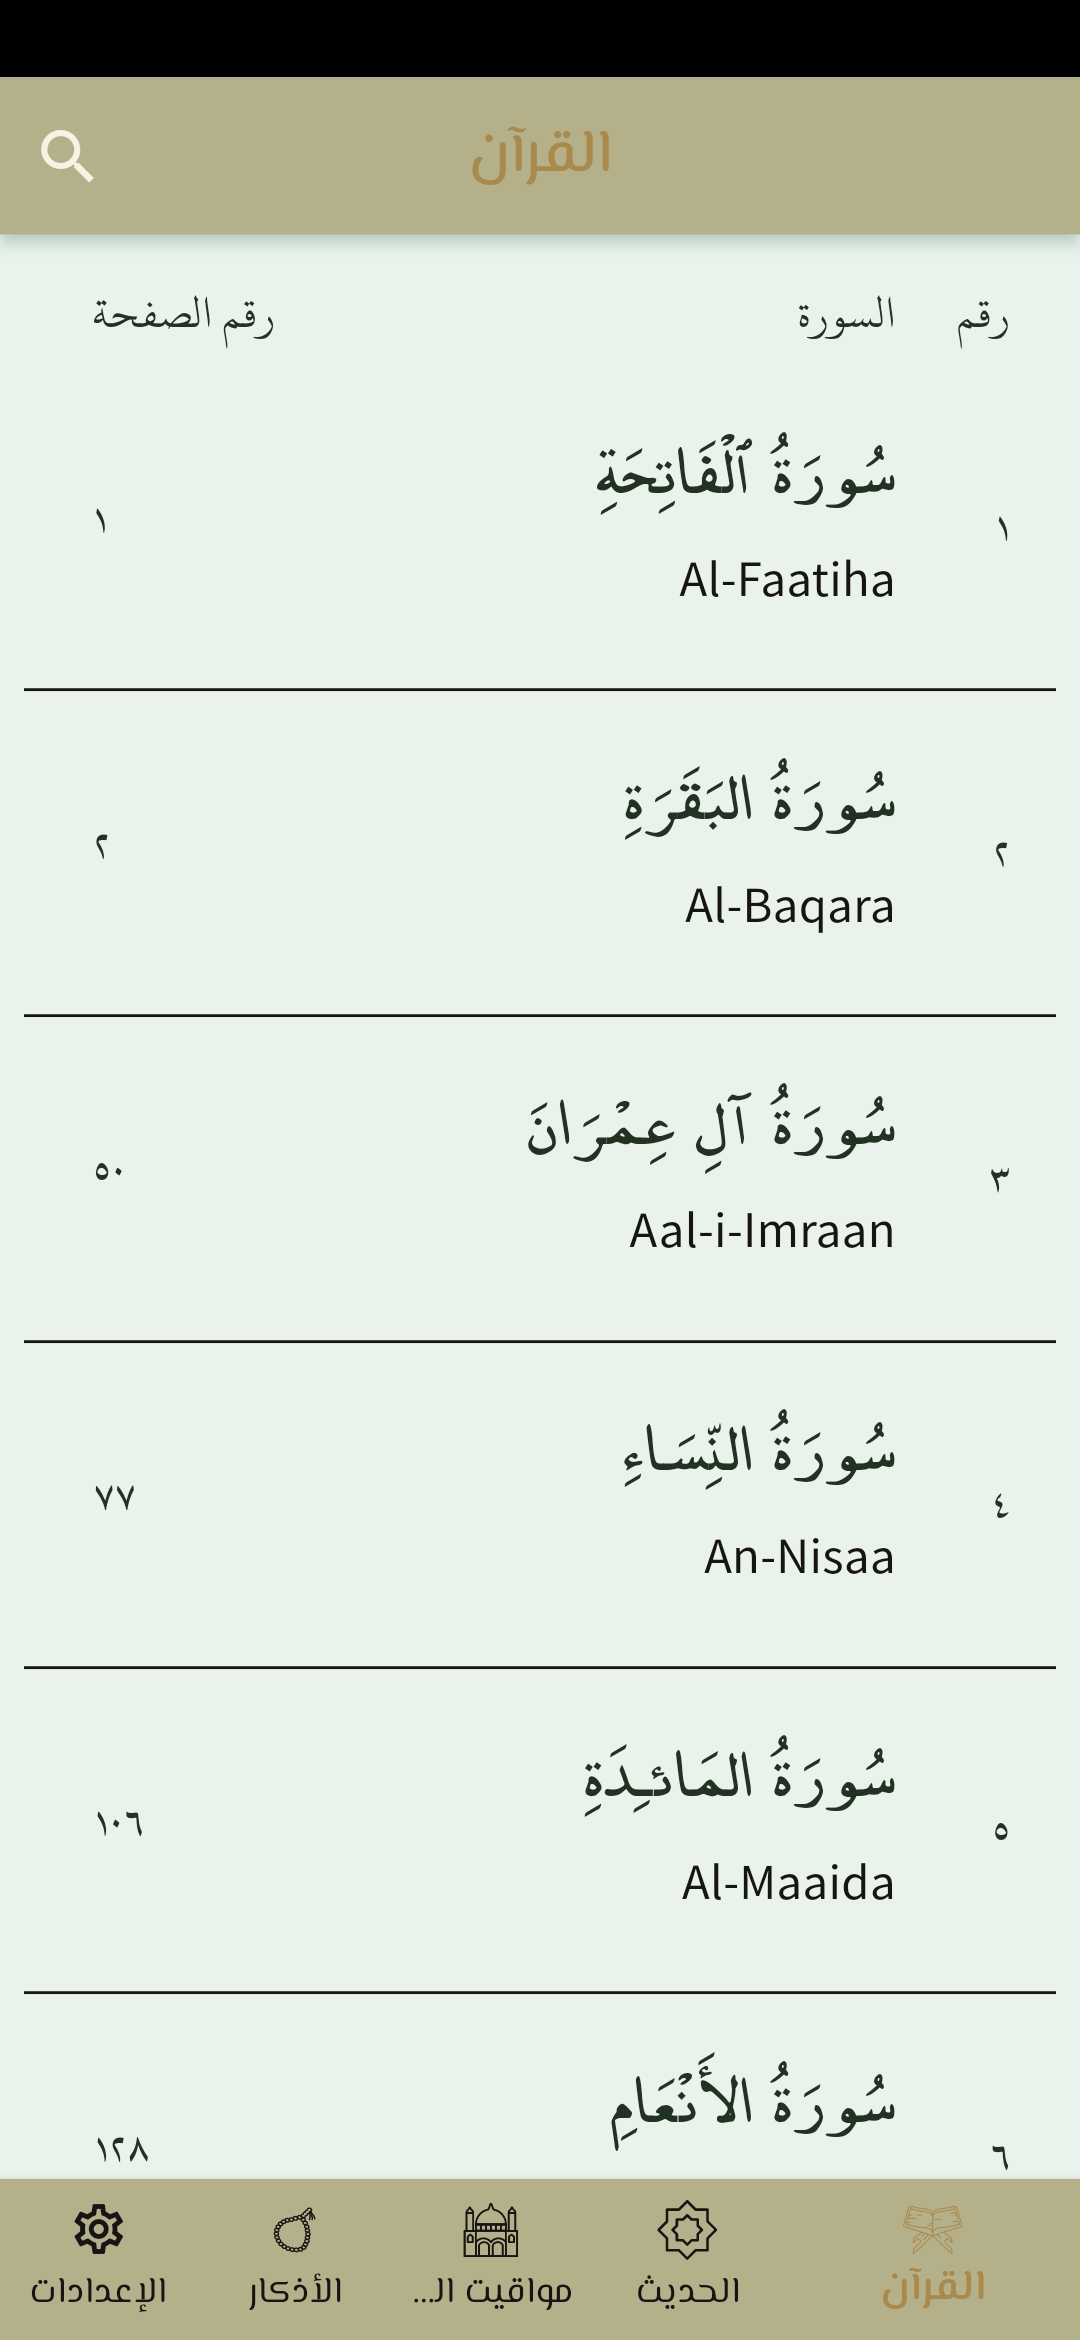 القرآن
رقم السورة رقم الصفحة
سُورَةُ ٱلْفَاتِحَةِ
١ ١
Al-Faatiha
سُورَةُ البَقَرَةِ
٢ ٢
Al-Baqara
سُورَةُ آلِ عِمْرَانَ
٣ ٥٠
Aal-i-Imraan
سُورَةُ النِّسَاءِ
٤ ٧٧
An-Nisaa
سُورَةُ المَائـِدَةِ
٥ ١٠٦
Al-Maaida
سُورَةُ الأَنْعَامِ
٦ ١٢٨
القرآن الحديث مواقيت الـ... الأذكار الإعدادات